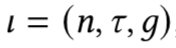 ι = (n, τ, g)